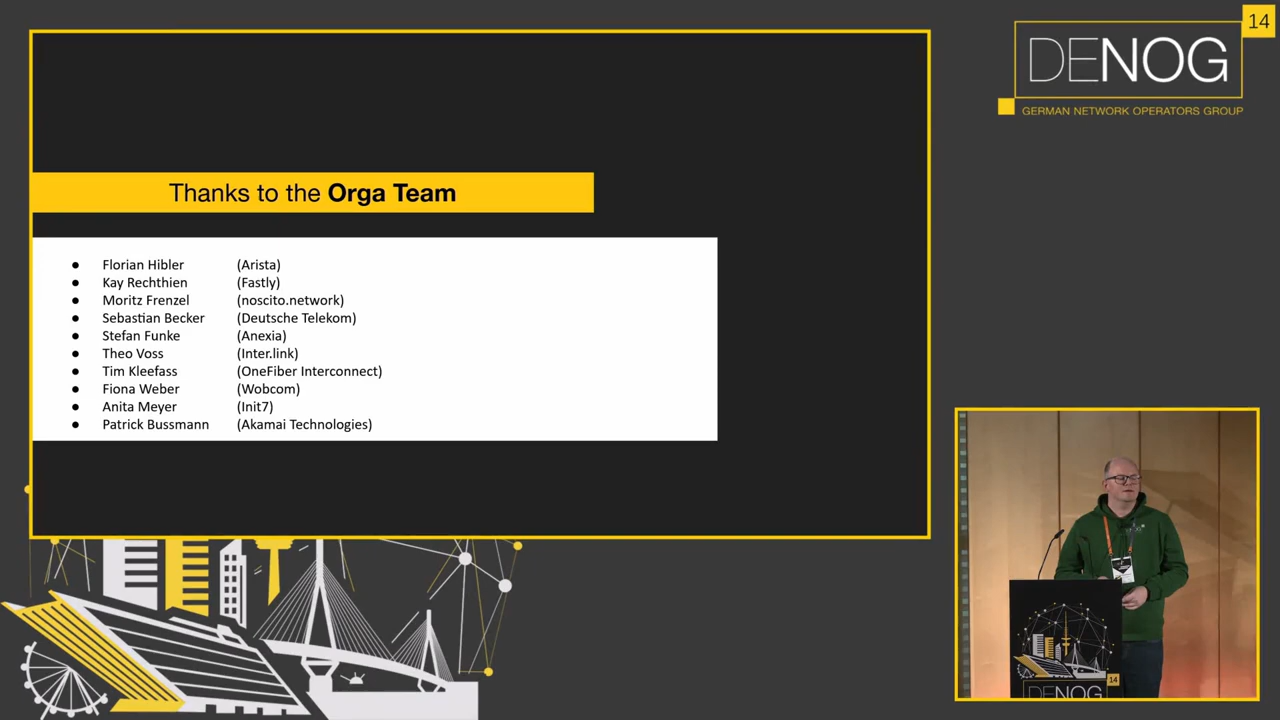 14
DENOG
GERMAN NETWORK OPERATORS GROUP
Thanks to the Orga Team
● Florian Hibler (Arista)
● Kay Rechthien (Fastly)
● Moritz Frenzel (noscito.network)
● Sebastian Becker (Deutsche Telekom)
● Stefan Funke (Anexia)
● Theo Voss (Inter.link)
● Tim Kleefass (OneFiber Interconnect)
● Fiona Weber (Wobcom)
● Anita Meyer (Init7)
● Patrick Bussmann (Akamai Technologies)
14
DENOG